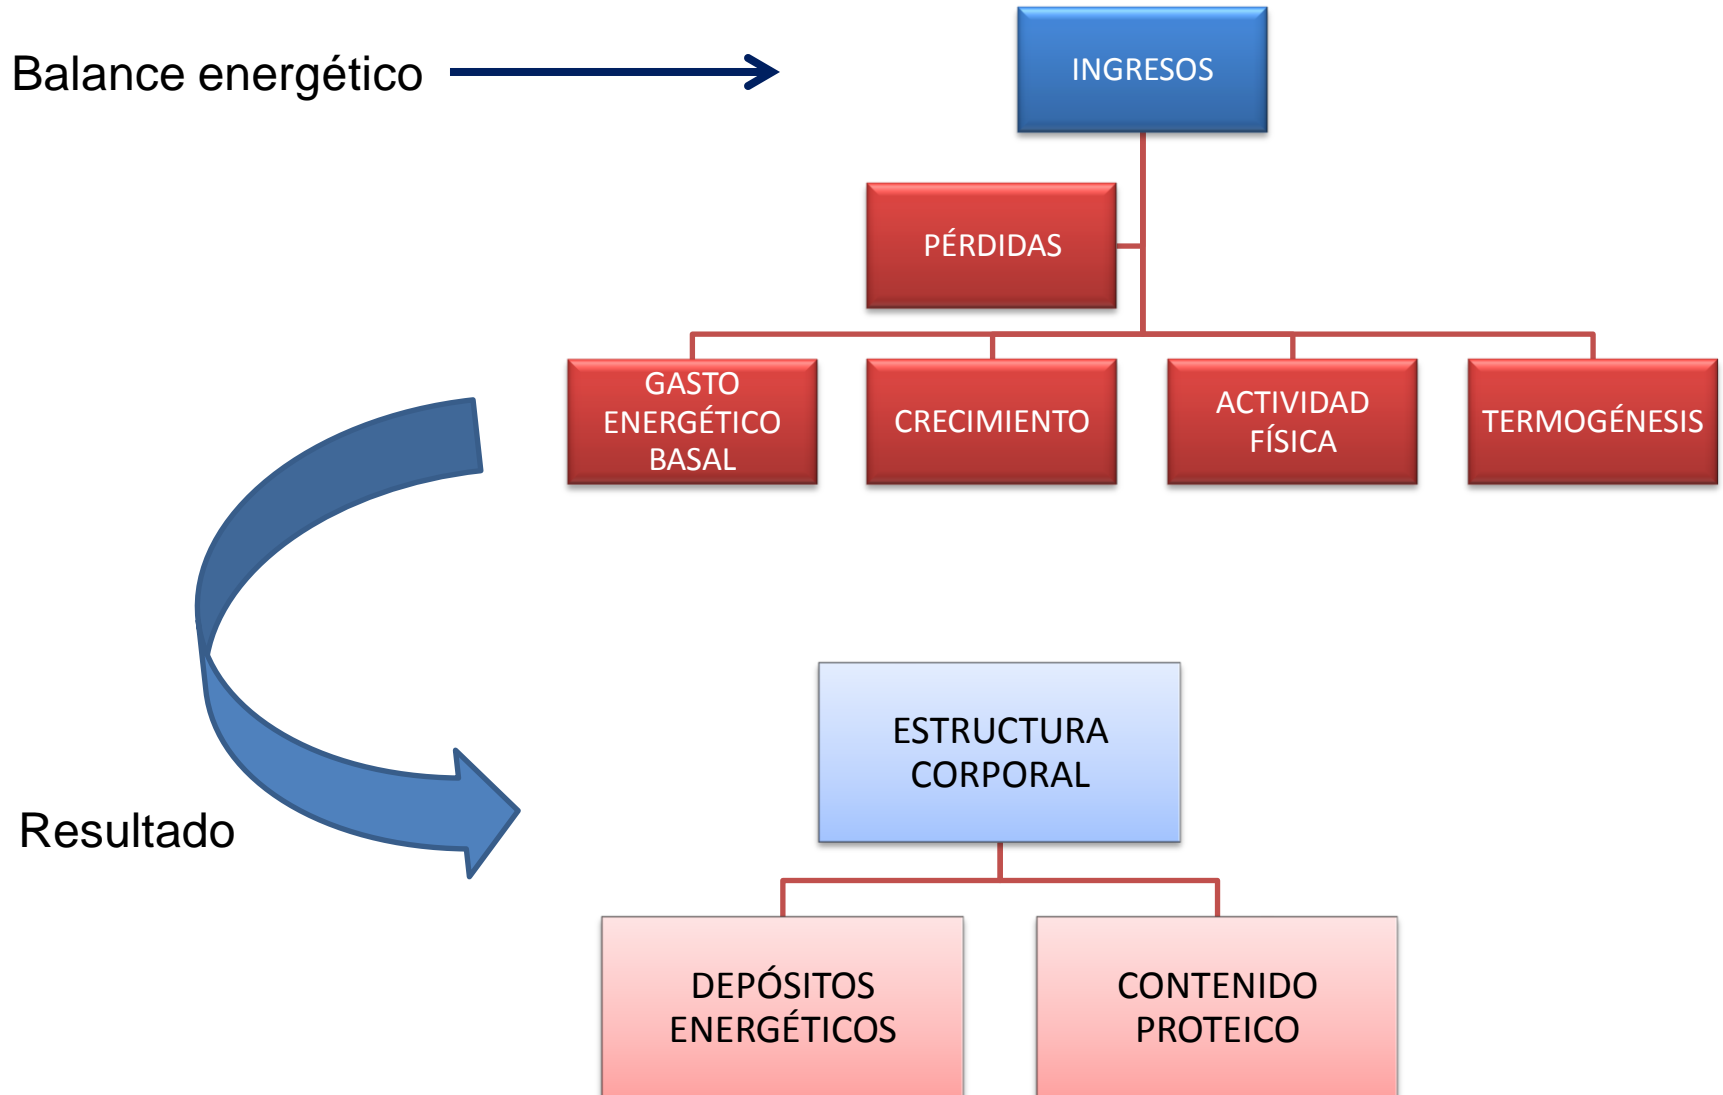 Balance energético
INGRESOS
PÉRDIDAS
GASTO
ENERGÉTICO
BASAL
CRECIMIENTO
ACTIVIDAD
FÍSICA
TERMOGÉNESIS
ESTRUCTURA
CORPORAL
Resultado
DEPÓSITOS
ENERGÉTICOS
CONTENIDO
PROTEICO